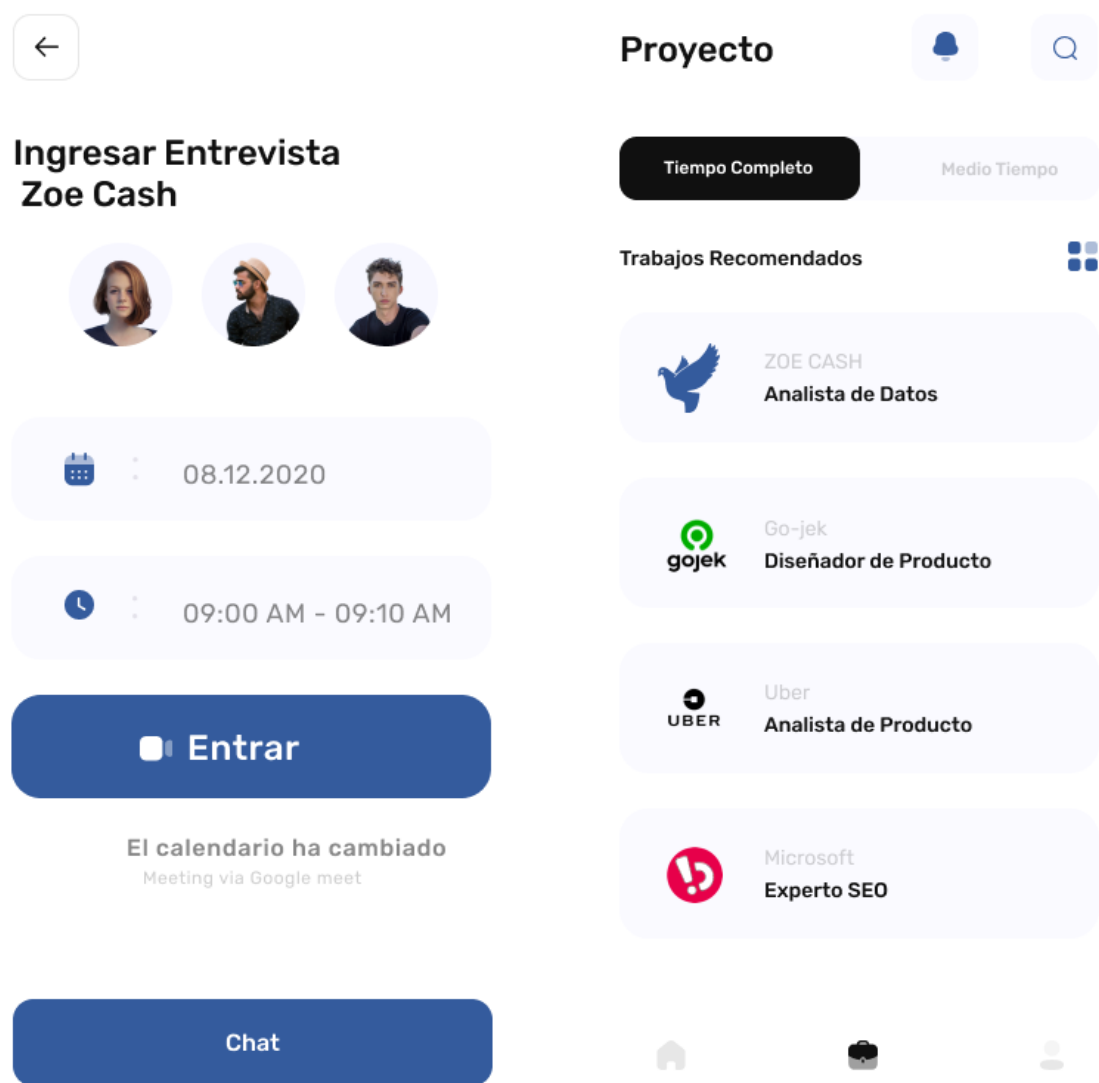 Ingresar Entrevista
Zoe Cash
08.12.2020
09:00 AM - 09:10 AM
Entrar
El calendario ha cambiado
Meeting via Google meet
Chat
Proyecto
Tiempo Completo
Medio Tiempo
Trabajos Recomendados
ZOE CASH
Analista de Datos
gojek
Go-jek
Diseñador de Producto
UBER
Uber
Analista de Producto
Microsoft
Experto SEO